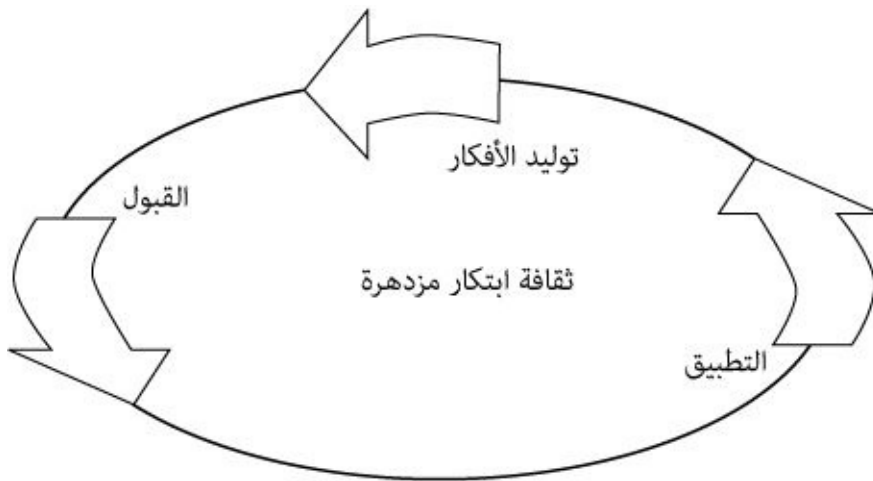 توليد الأفكار
القبول
ثقافة ابتكار مزدهرة
التطبيق